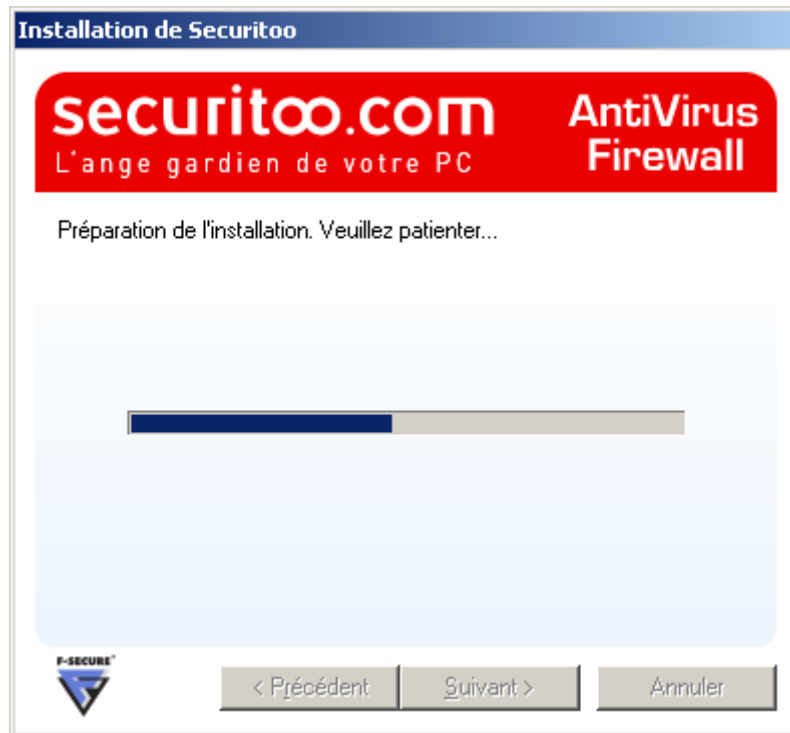 Installation de Securitoo
securitoo.com
L'ange gardien de votre PC
AntiVirus
Firewall
Préparation de l'installation. Veuillez patienter...
F-SECURE
< Précédent
Suivant >
Annuler